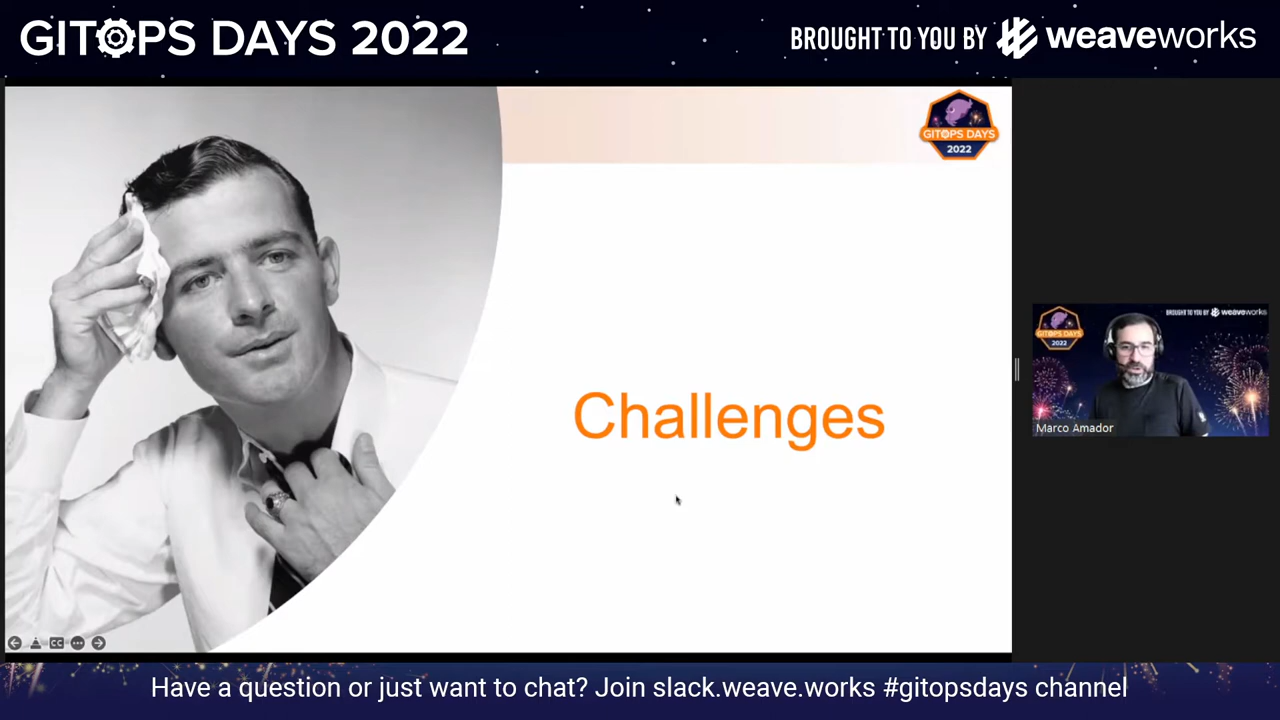 GITOPS DAYS 2022
BROUGHT TO YOU BY weaveworks
GITOPS DAYS
2022
Challenges
GITOPS DAYS
2022
BROUGHT TO YOU BY weaveworks
Marco Amador
CC
Have a question or just want to chat? Join slack.weave.works #gitopsdays channel